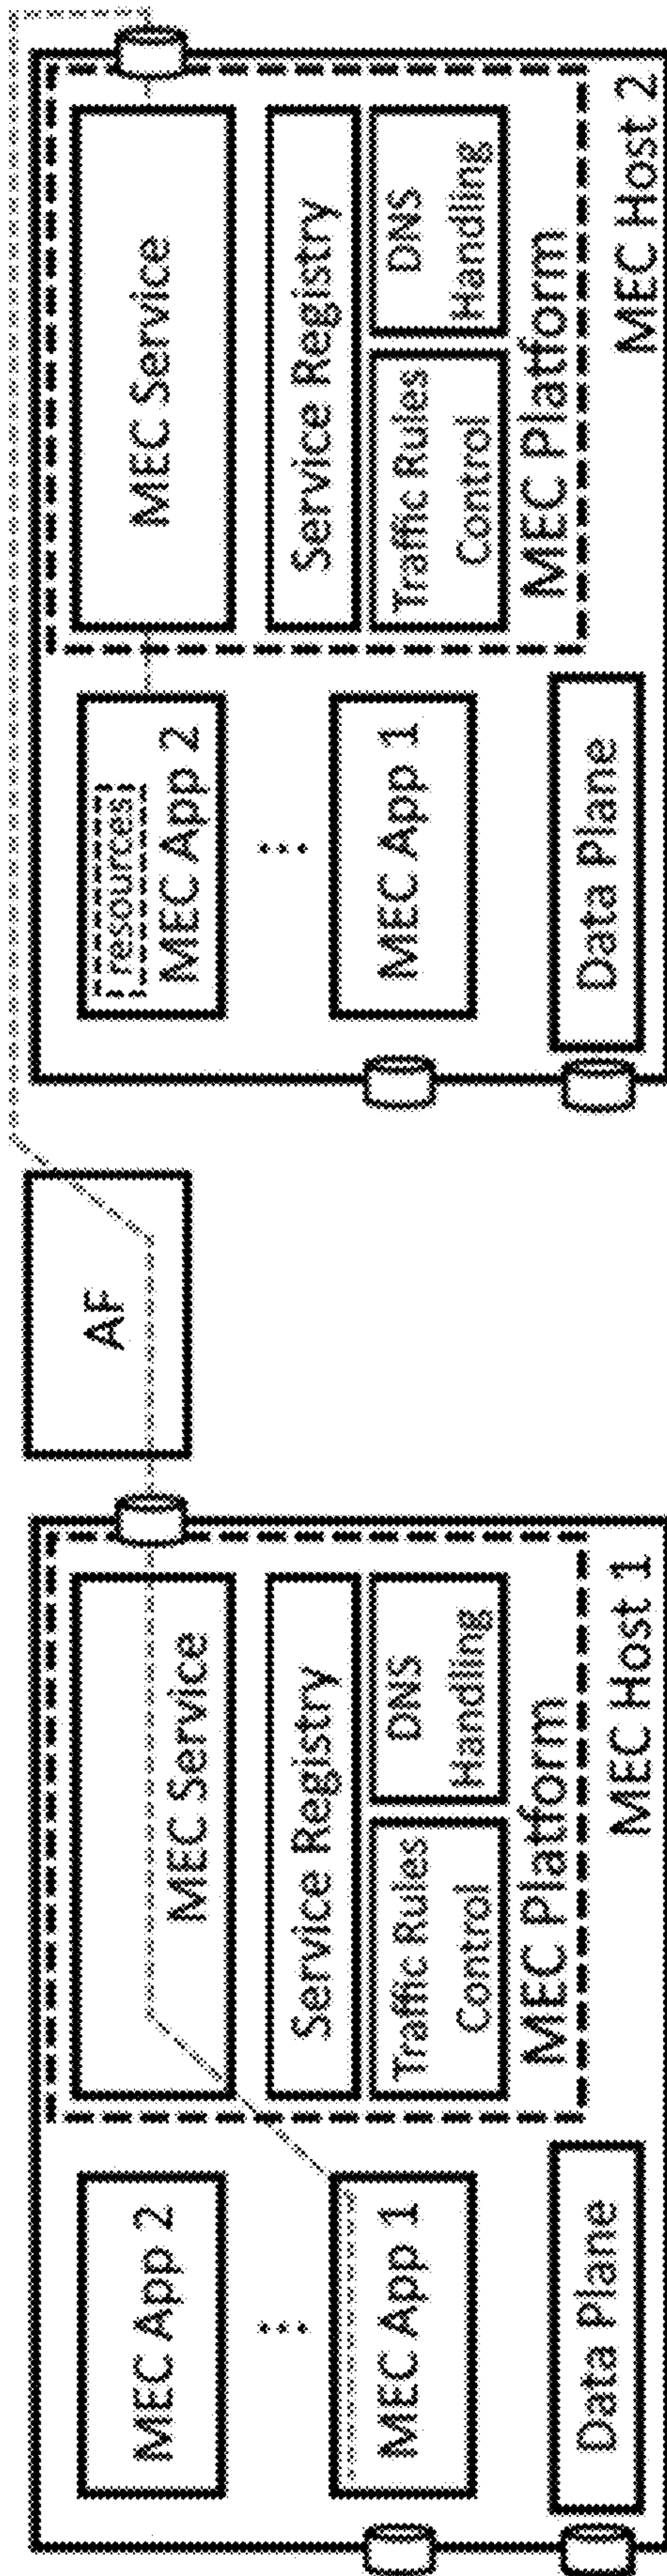 MEC App 2
MEC Service
AF
...
MEC App 1
Service Registry
Traffic Rules
Control
DNS
Handling
MEC Platform
Data Plane
MEC Host 1
resources
MEC App 2
MEC Service
...
MEC App 1
Service Registry
Traffic Rules
Control
DNS
Handling
MEC Platform
Data Plane
MEC Host 2